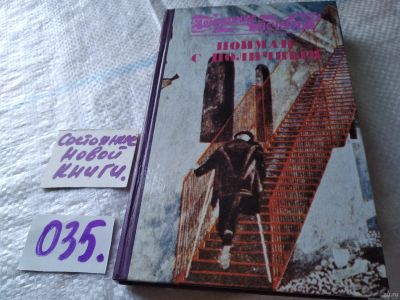 ПОЙМАН
С ПОЛИЧНЫМ
Состояние
новой
книги.
035.